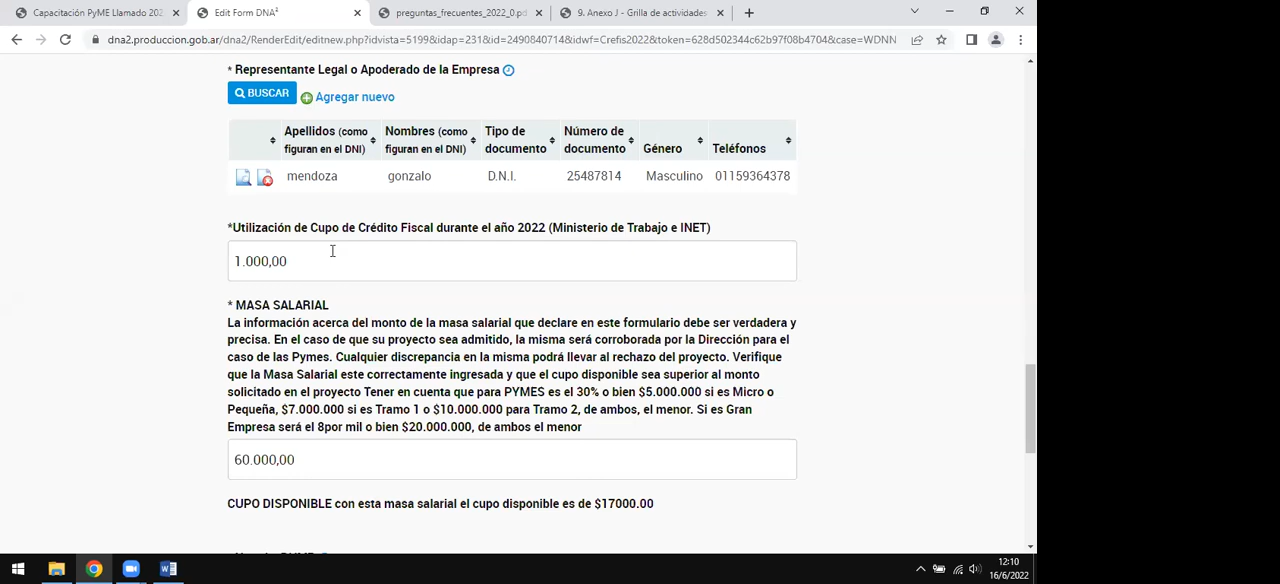 Capacitación PyME Llamado 202
Edit Form DNA²
preguntas_frecuentes_2022_0.pd
9. Anexo J - Grilla de actividades
dna2.produccion.gob.ar/dna2/RenderEdit/editnew.php?idvista=5199&idap=231&id=2490840714&idwf=Crefis2022&token=628d502344c62b97f08b4704&case=WDNN
* Representante Legal o Apoderado de la Empresa
BUSCAR
Agregar nuevo
Apellidos (como figuran en el DNI)
Nombres (como figuran en el DNI)
Tipo de documento
Número de documento
Género
Teléfonos
mendoza
gonzalo
D.N.I.
25487814
Masculino
01159364378
*Utilización de Cupo de Crédito Fiscal durante el año 2022 (Ministerio de Trabajo e INET)
1.000,00
* MASA SALARIAL
La información acerca del monto de la masa salarial que declare en este formulario debe ser verdadera y
precisa. En el caso de que su proyecto sea admitido, la misma será corroborada por la Dirección para el
caso de las Pymes. Cualquier discrepancia en la misma podrá llevar al rechazo del proyecto. Verifique
que la Masa Salarial este correctamente ingresada y que el cupo disponible sea superior al monto
solicitado en el proyecto Tener en cuenta que para PYMES es el 30% o bien $5.000.000 si es Micro o
Pequeña, $7.000.000 si es Tramo 1 o $10.000.000 para Tramo 2, de ambos, el menor. Si es Gran
Empresa será el 8por mil o bien $20.000.000, de ambos el menor
60.000,00
CUPO DISPONIBLE con esta masa salarial el cupo disponible es de $17000.00
12:10
16/6/2022